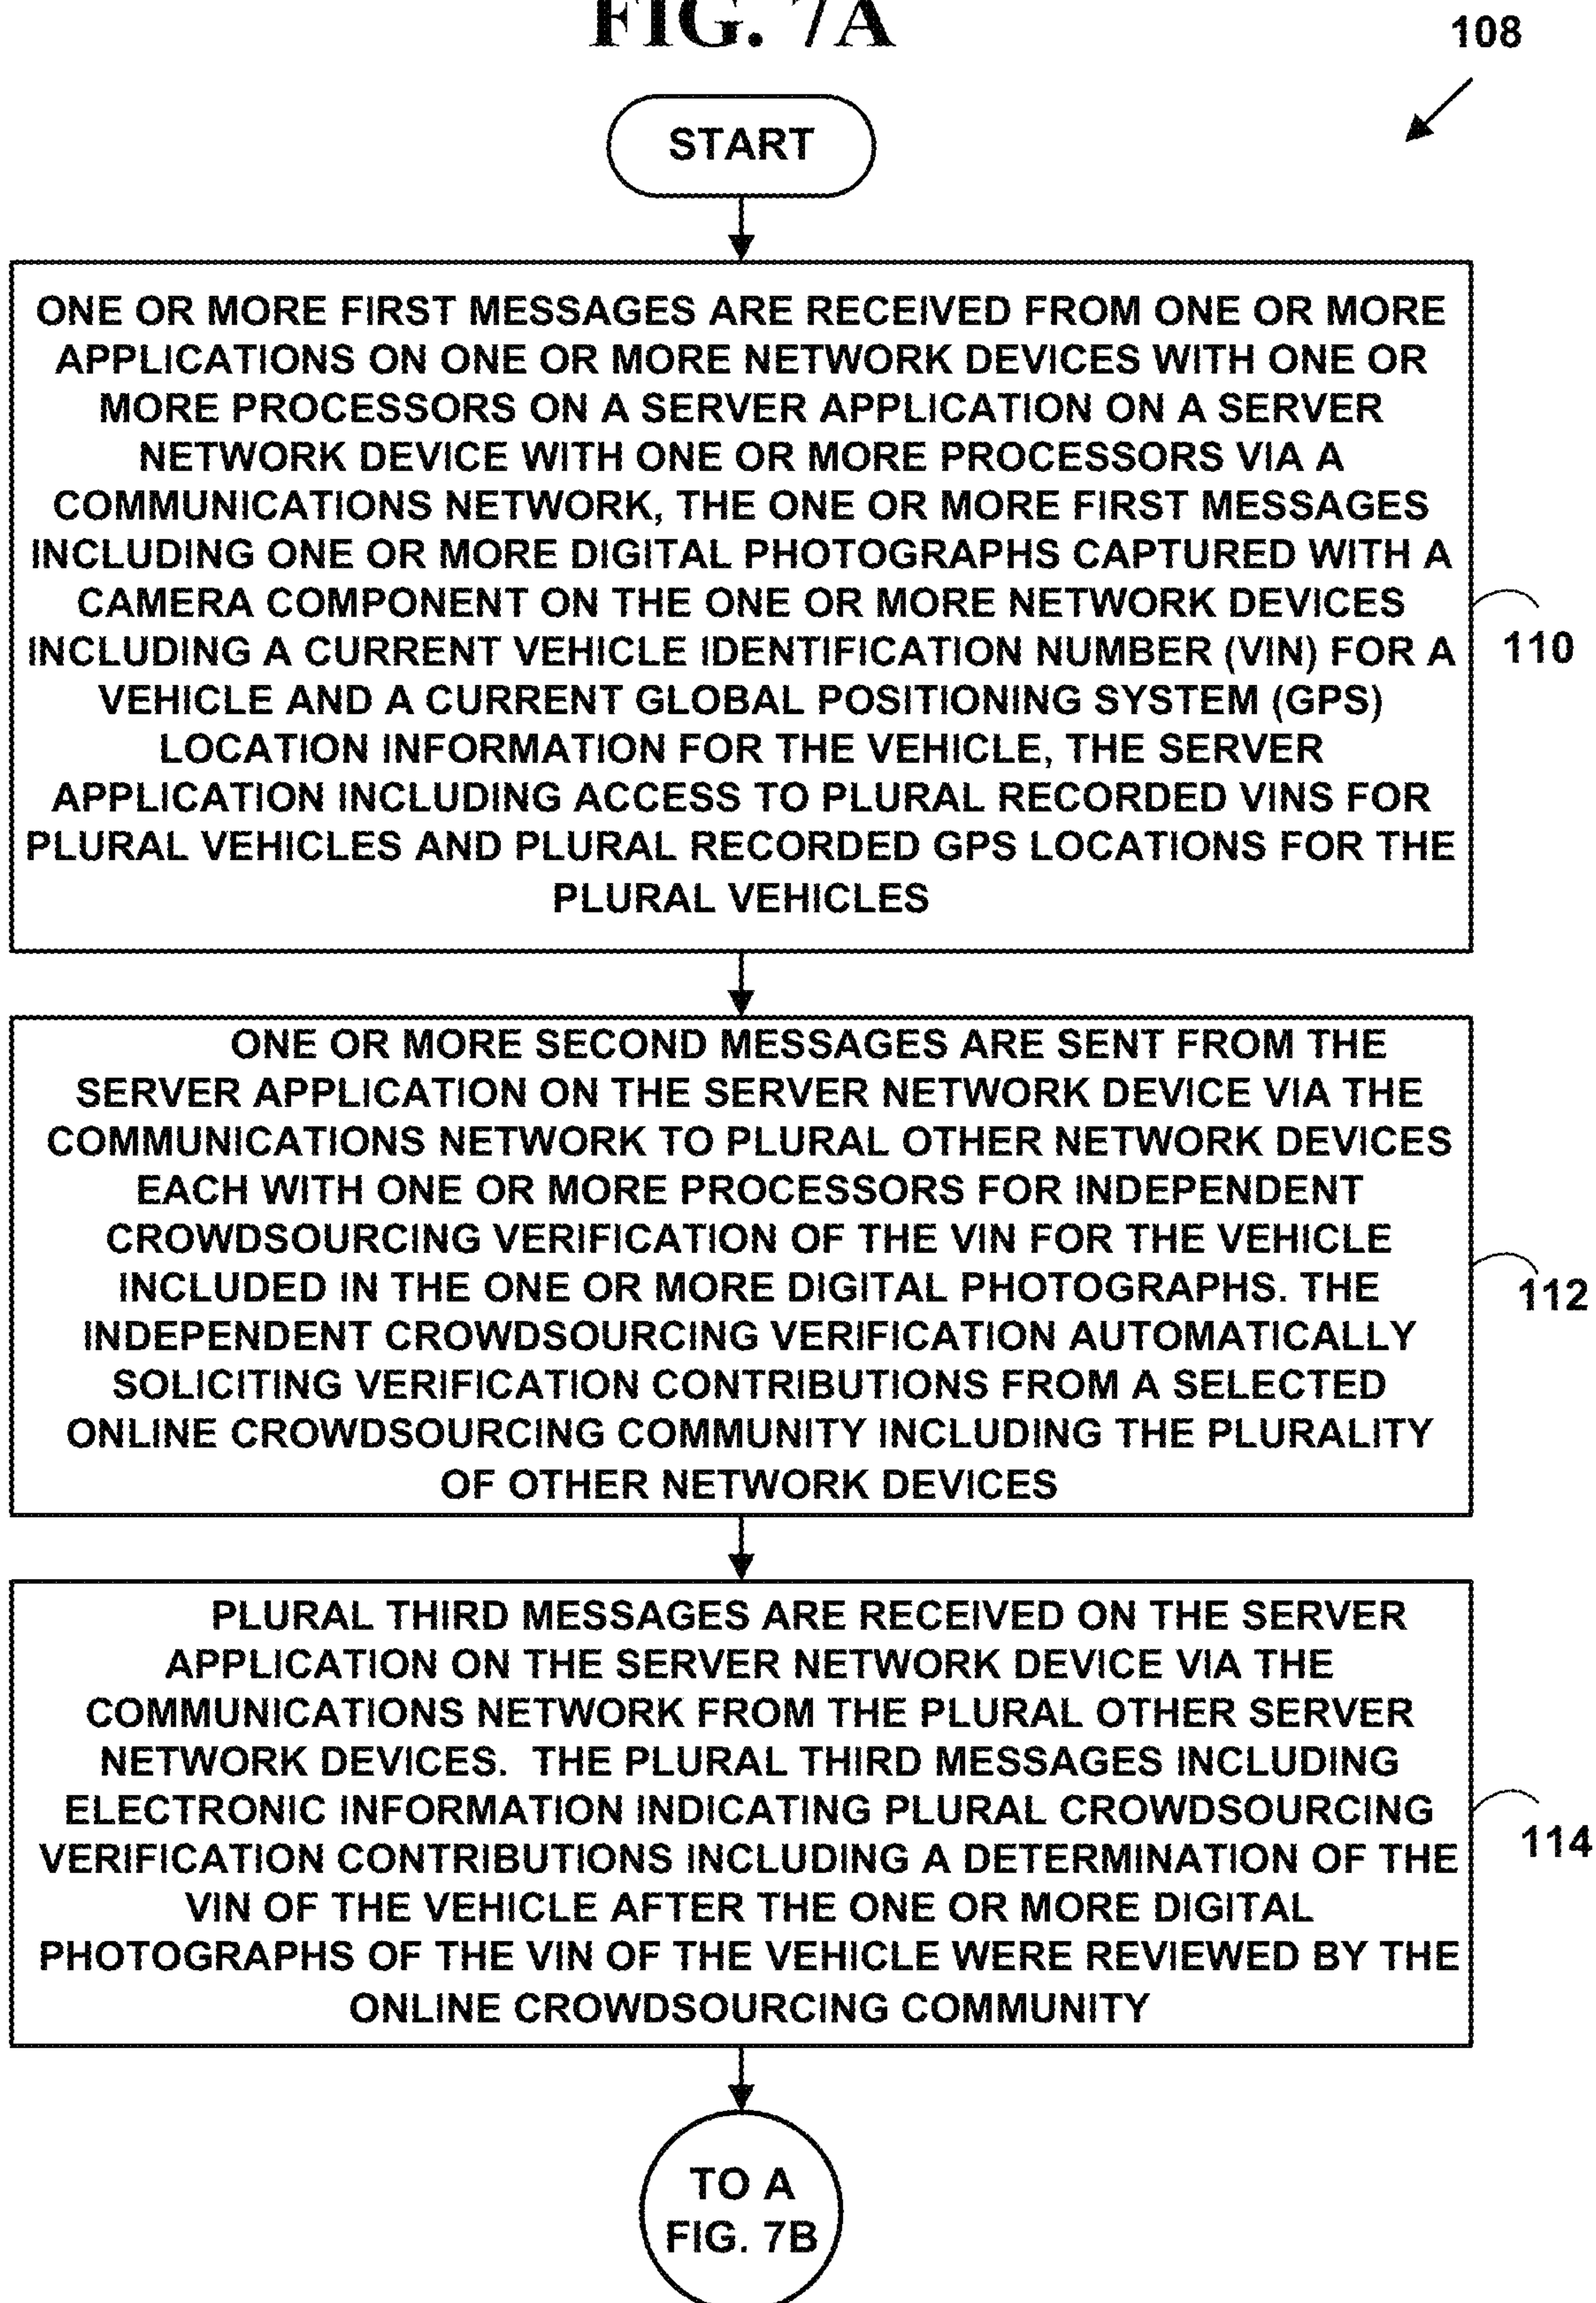 FIG. 7A
108
START
ONE OR MORE FIRST MESSAGES ARE RECEIVED FROM ONE OR MORE
APPLICATIONS ON ONE OR MORE NETWORK DEVICES WITH ONE OR
MORE PROCESSORS ON A SERVER APPLICATION ON A SERVER
NETWORK DEVICE WITH ONE OR MORE PROCESSORS VIA A
COMMUNICATIONS NETWORK, THE ONE OR MORE FIRST MESSAGES
INCLUDING ONE OR MORE DIGITAL PHOTOGRAPHS CAPTURED WITH A
CAMERA COMPONENT ON THE ONE OR MORE NETWORK DEVICES
INCLUDING A CURRENT VEHICLE IDENTIFICATION NUMBER (VIN) FOR A
VEHICLE AND A CURRENT GLOBAL POSITIONING SYSTEM (GPS)
LOCATION INFORMATION FOR THE VEHICLE, THE SERVER
APPLICATION INCLUDING ACCESS TO PLURAL RECORDED VINS FOR
PLURAL VEHICLES AND PLURAL RECORDED GPS LOCATIONS FOR THE
PLURAL VEHICLES
110
ONE OR MORE SECOND MESSAGES ARE SENT FROM THE
SERVER APPLICATION ON THE SERVER NETWORK DEVICE VIA THE
COMMUNICATIONS NETWORK TO PLURAL OTHER NETWORK DEVICES
EACH WITH ONE OR MORE PROCESSORS FOR INDEPENDENT
CROWDSOURCING VERIFICATION OF THE VIN FOR THE VEHICLE
INCLUDED IN THE ONE OR MORE DIGITAL PHOTOGRAPHS. THE
INDEPENDENT CROWDSOURCING VERIFICATION AUTOMATICALLY
SOLICITING VERIFICATION CONTRIBUTIONS FROM A SELECTED
ONLINE CROWDSOURCING COMMUNITY INCLUDING THE PLURALITY
OF OTHER NETWORK DEVICES
112
PLURAL THIRD MESSAGES ARE RECEIVED ON THE SERVER
APPLICATION ON THE SERVER NETWORK DEVICE VIA THE
COMMUNICATIONS NETWORK FROM THE PLURAL OTHER SERVER
NETWORK DEVICES. THE PLURAL THIRD MESSAGES INCLUDING
ELECTRONIC INFORMATION INDICATING PLURAL CROWDSOURCING
VERIFICATION CONTRIBUTIONS INCLUDING A DETERMINATION OF THE
VIN OF THE VEHICLE AFTER THE ONE OR MORE DIGITAL
PHOTOGRAPHS OF THE VIN OF THE VEHICLE WERE REVIEWED BY THE
ONLINE CROWDSOURCING COMMUNITY
114
TO A
FIG. 7B